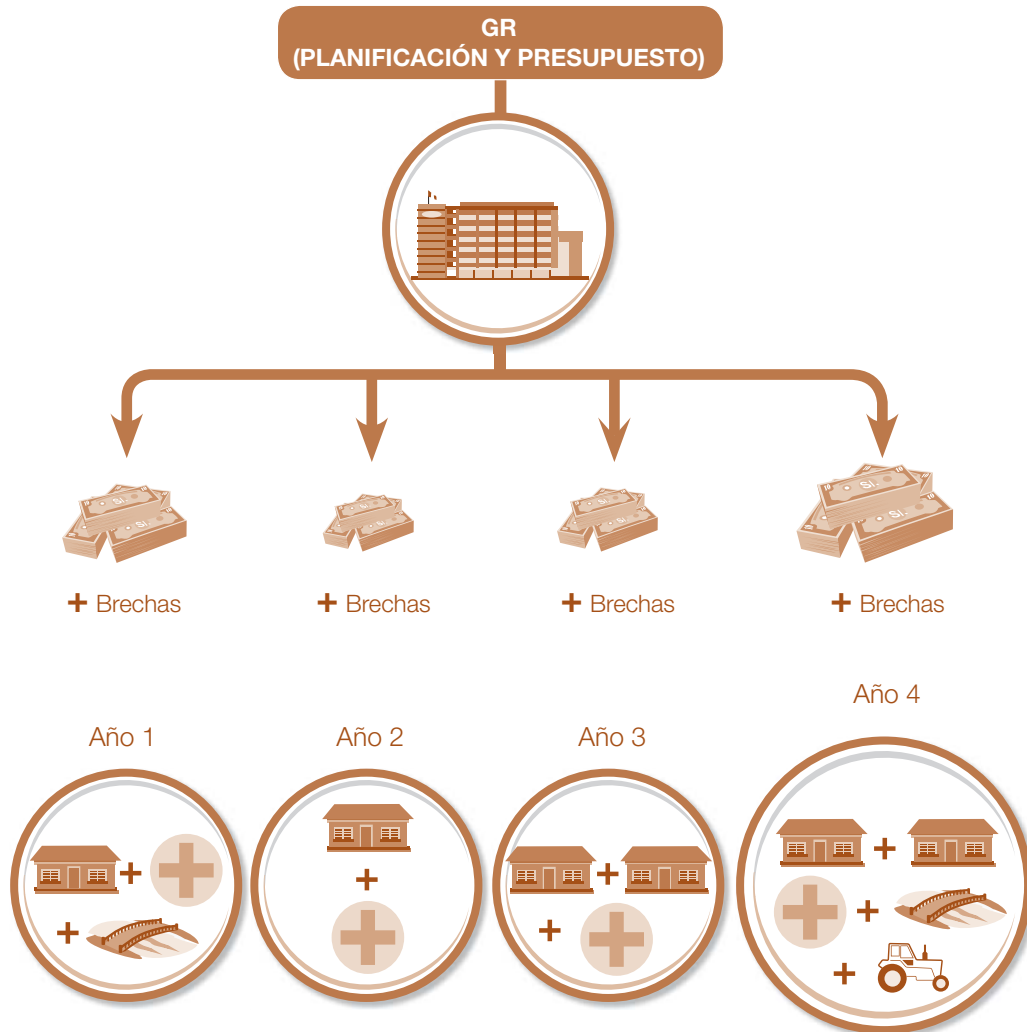 GR
(PLANIFICACIÓN Y PRESUPUESTO)
S/.
S/.
S/.
S/.
S/.
S/.
S/.
S/.
+ Brechas
+ Brechas
+ Brechas
+ Brechas
Año 1
Año 2
Año 3
Año 4
+
+
+
+
+
+
+
+